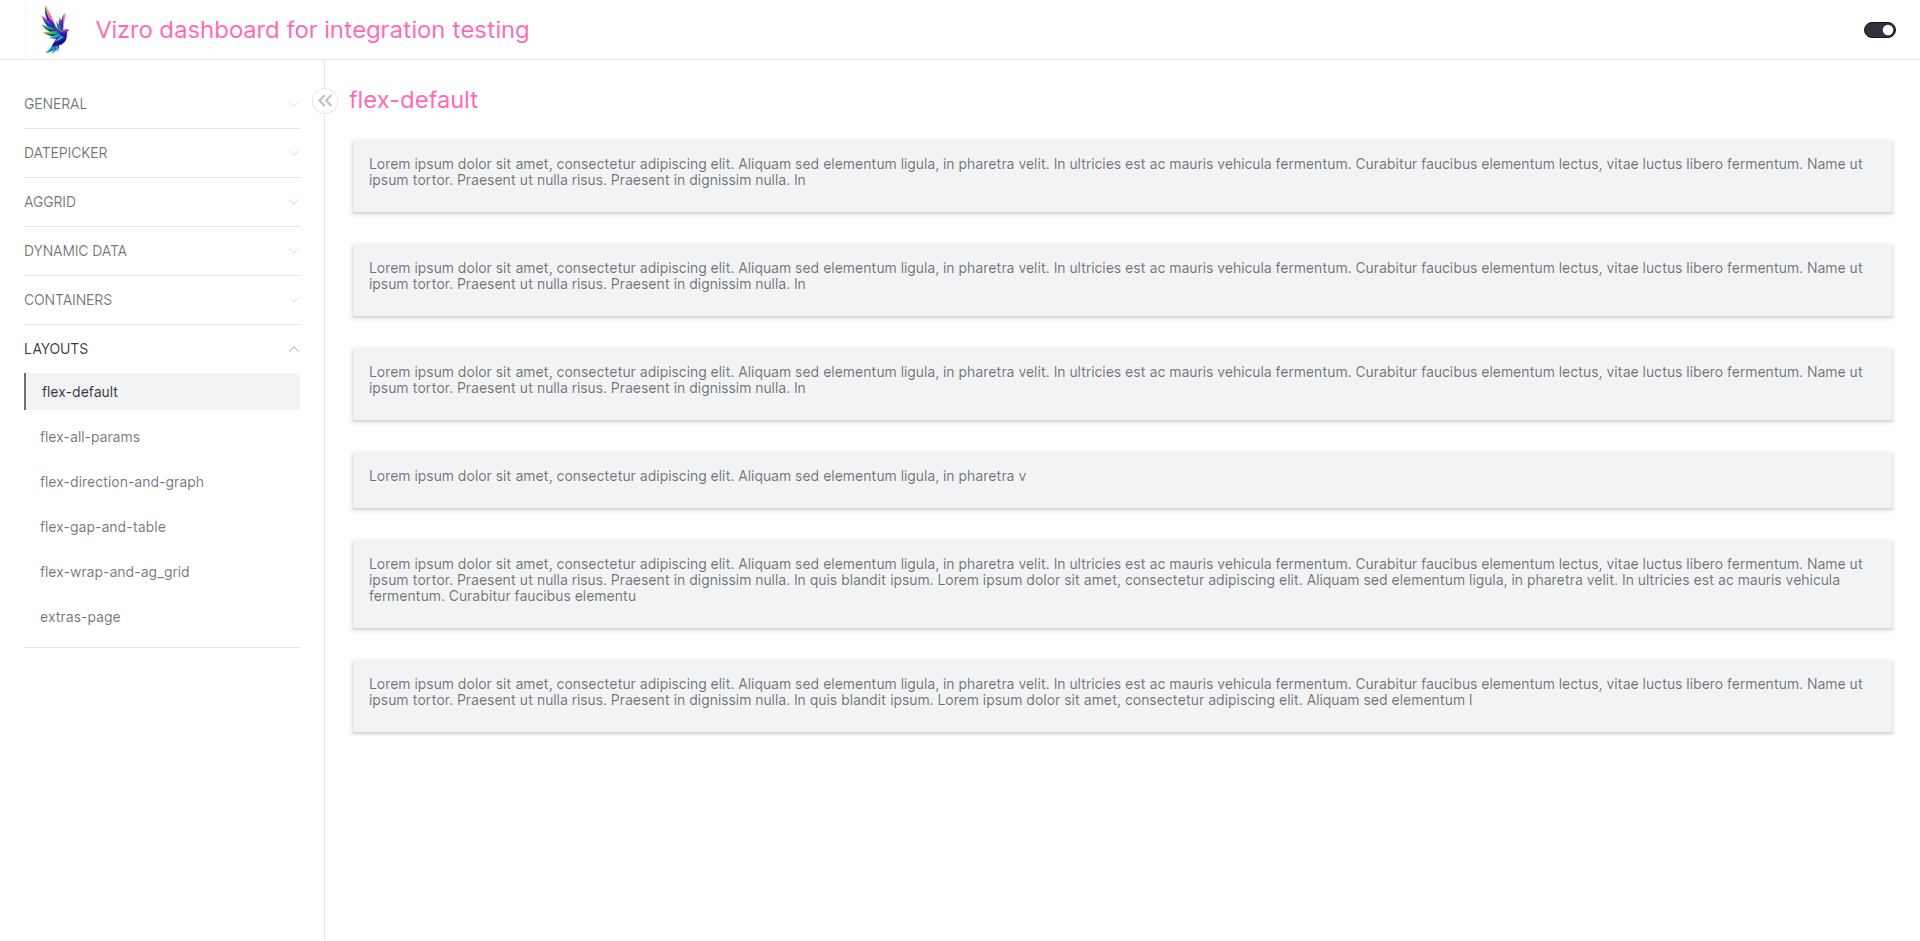 Vizro dashboard for integration testing
GENERAL
DATEPICKER
AGGRID
DYNAMIC DATA
CONTAINERS
LAYOUTS
flex-default
flex-all-params
flex-direction-and-graph
flex-gap-and-table
flex-wrap-and-ag_grid
extras-page
flex-default
Lorem ipsum dolor sit amet, consectetur adipiscing elit. Aliquam sed elementum ligula, in pharetra velit. In ultricies est ac mauris vehicula fermentum. Curabitur faucibus elementum lectus, vitae luctus libero fermentum. Name ut
ipsum tortor. Praesent ut nulla risus. Praesent in dignissim nulla. In
Lorem ipsum dolor sit amet, consectetur adipiscing elit. Aliquam sed elementum ligula, in pharetra velit. In ultricies est ac mauris vehicula fermentum. Curabitur faucibus elementum lectus, vitae luctus libero fermentum. Name ut
ipsum tortor. Praesent ut nulla risus. Praesent in dignissim nulla. In
Lorem ipsum dolor sit amet, consectetur adipiscing elit. Aliquam sed elementum ligula, in pharetra velit. In ultricies est ac mauris vehicula fermentum. Curabitur faucibus elementum lectus, vitae luctus libero fermentum. Name ut
ipsum tortor. Praesent ut nulla risus. Praesent in dignissim nulla. In
Lorem ipsum dolor sit amet, consectetur adipiscing elit. Aliquam sed elementum ligula, in pharetra v
Lorem ipsum dolor sit amet, consectetur adipiscing elit. Aliquam sed elementum ligula, in pharetra velit. In ultricies est ac mauris vehicula fermentum. Curabitur faucibus elementum lectus, vitae luctus libero fermentum. Name ut
ipsum tortor. Praesent ut nulla risus. Praesent in dignissim nulla. In quis blandit ipsum. Lorem ipsum dolor sit amet, consectetur adipiscing elit. Aliquam sed elementum ligula, in pharetra velit. In ultricies est ac mauris vehicula
fermentum. Curabitur faucibus elementu
Lorem ipsum dolor sit amet, consectetur adipiscing elit. Aliquam sed elementum ligula, in pharetra velit. In ultricies est ac mauris vehicula fermentum. Curabitur faucibus elementum lectus, vitae luctus libero fermentum. Name ut
ipsum tortor. Praesent ut nulla risus. Praesent in dignissim nulla. In quis blandit ipsum. Lorem ipsum dolor sit amet, consectetur adipiscing elit. Aliquam sed elementum l